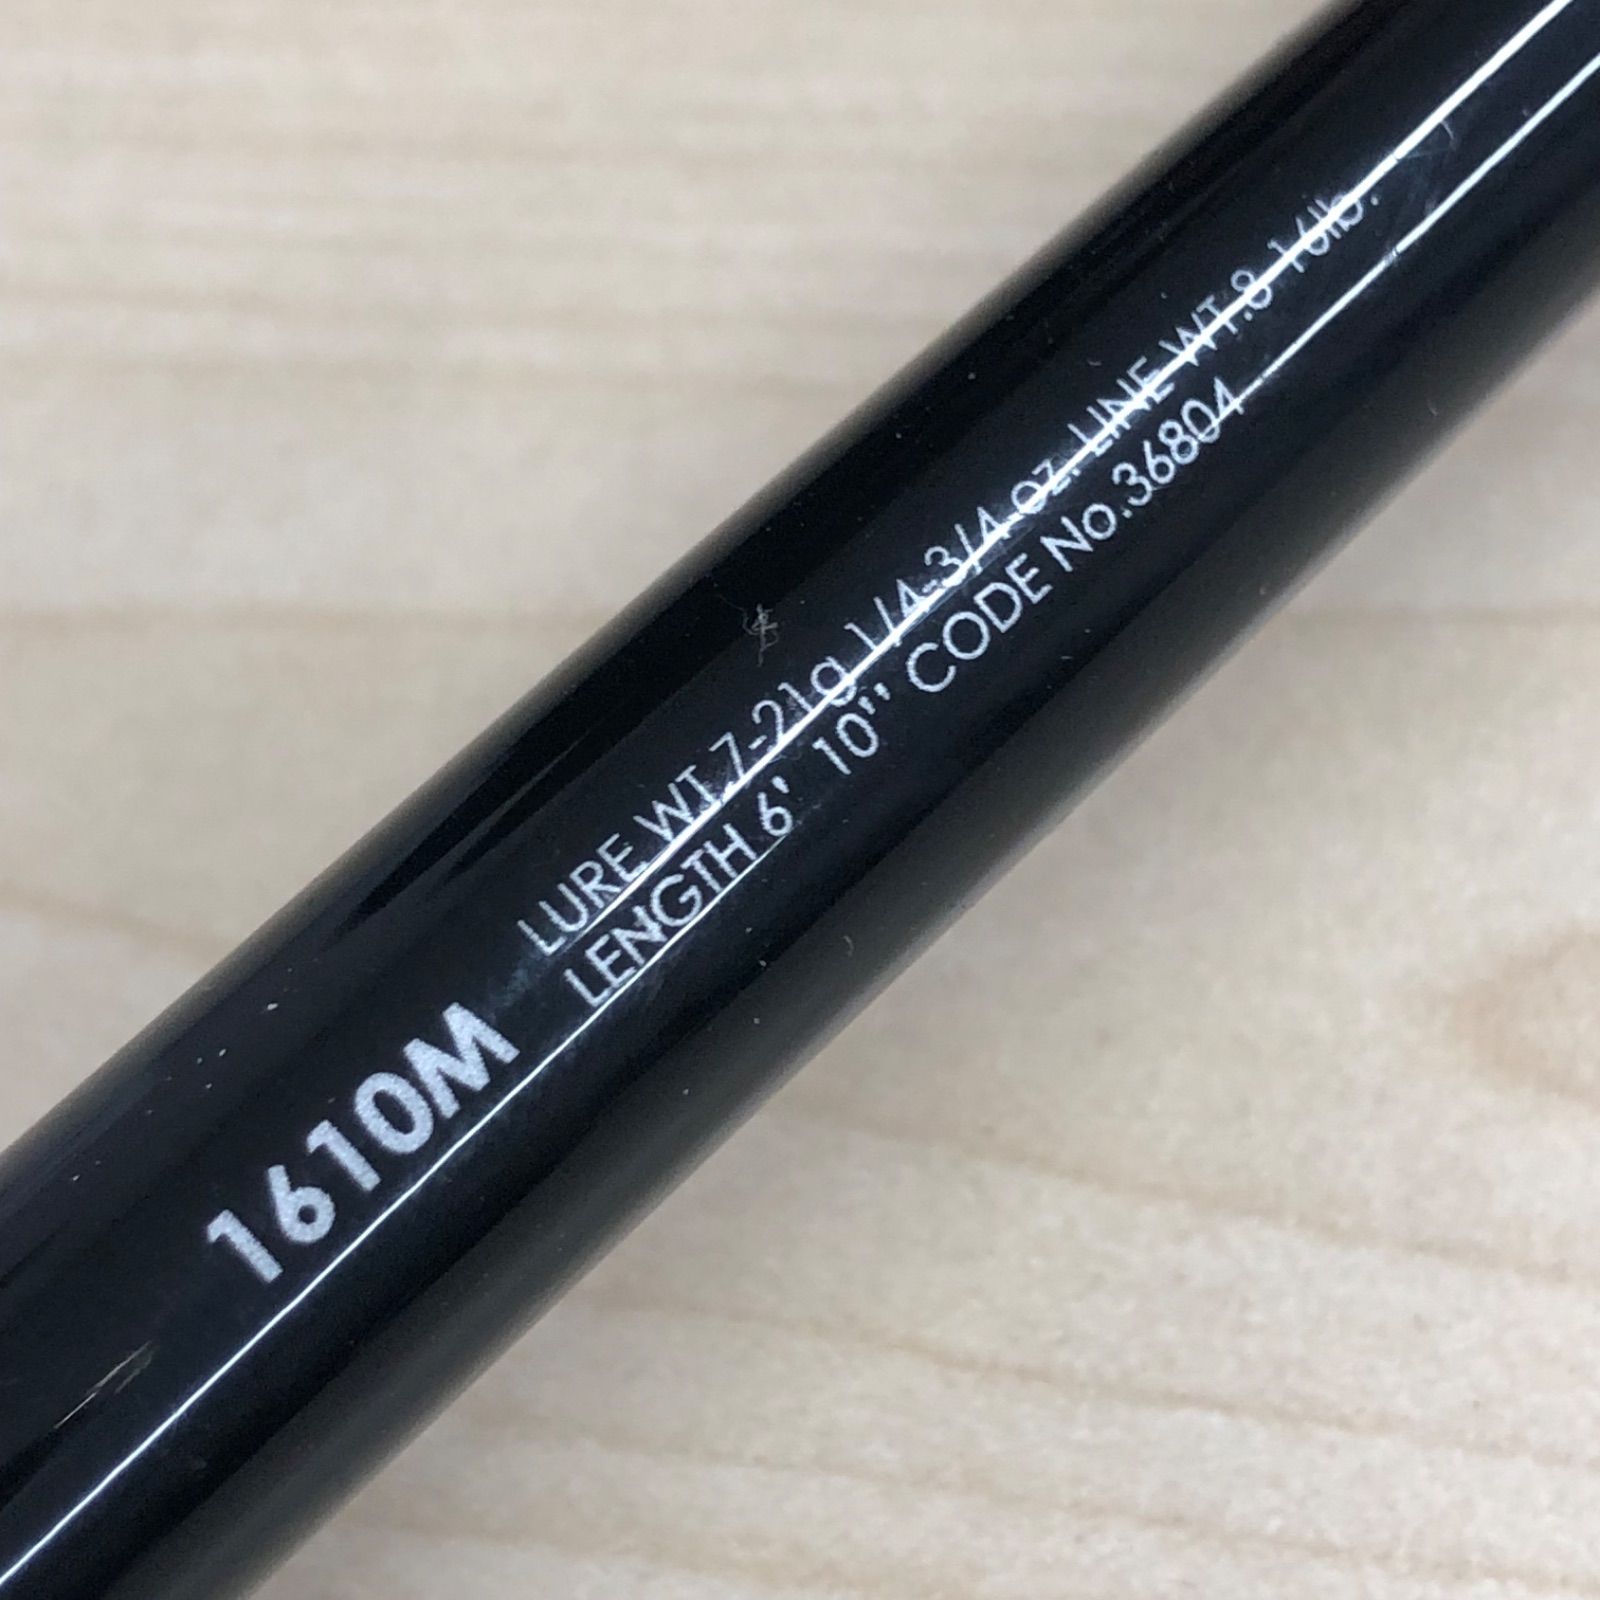 1610M
LURE WT.7-21g 1/4-3/4 oz. LINE WT.8-16lb.
LENGTH 6' 10" CODE No.36804